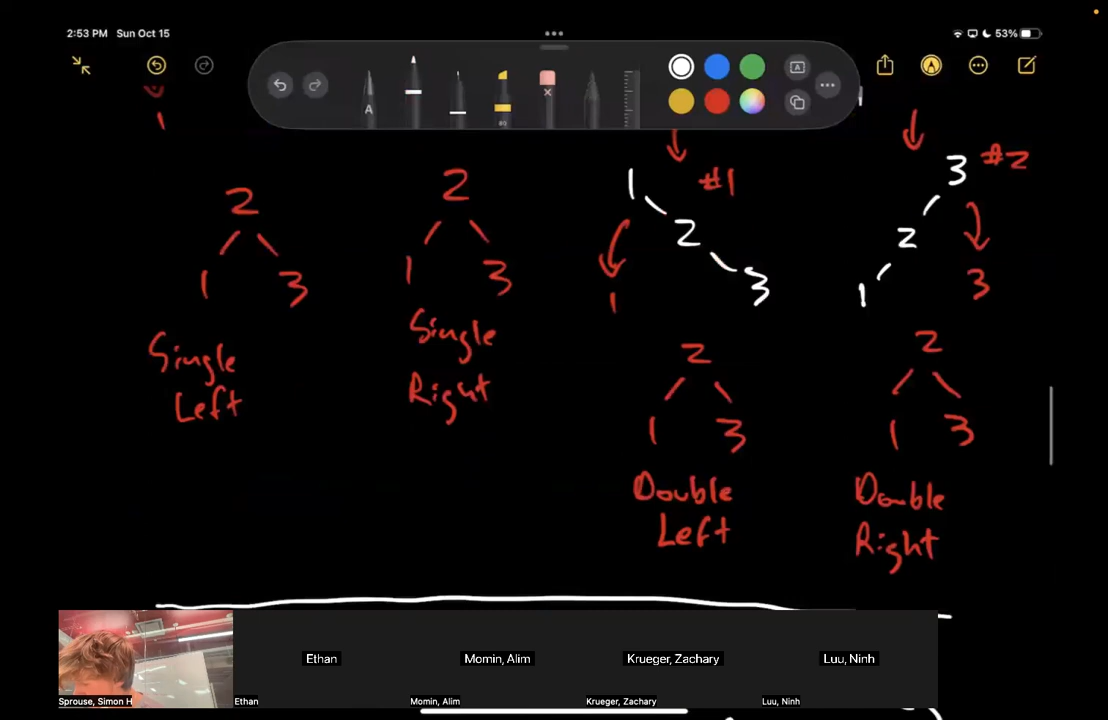 2:53 PM Sun Oct 15
53%
A
80
A
1
3 #2
1 #1
2
2
2
2
1 3
1 3
1
3
1
3
2
2
Single
Left
Single
Right
1 3
1 3
Double
Left
Double
Right
Ethan
Momin, Alim
Krueger, Zachary
Luu, Ninh
Sprouse, Simon H
Ethan
Momin, Alim
Krueger, Zachary
Luu, Ninh